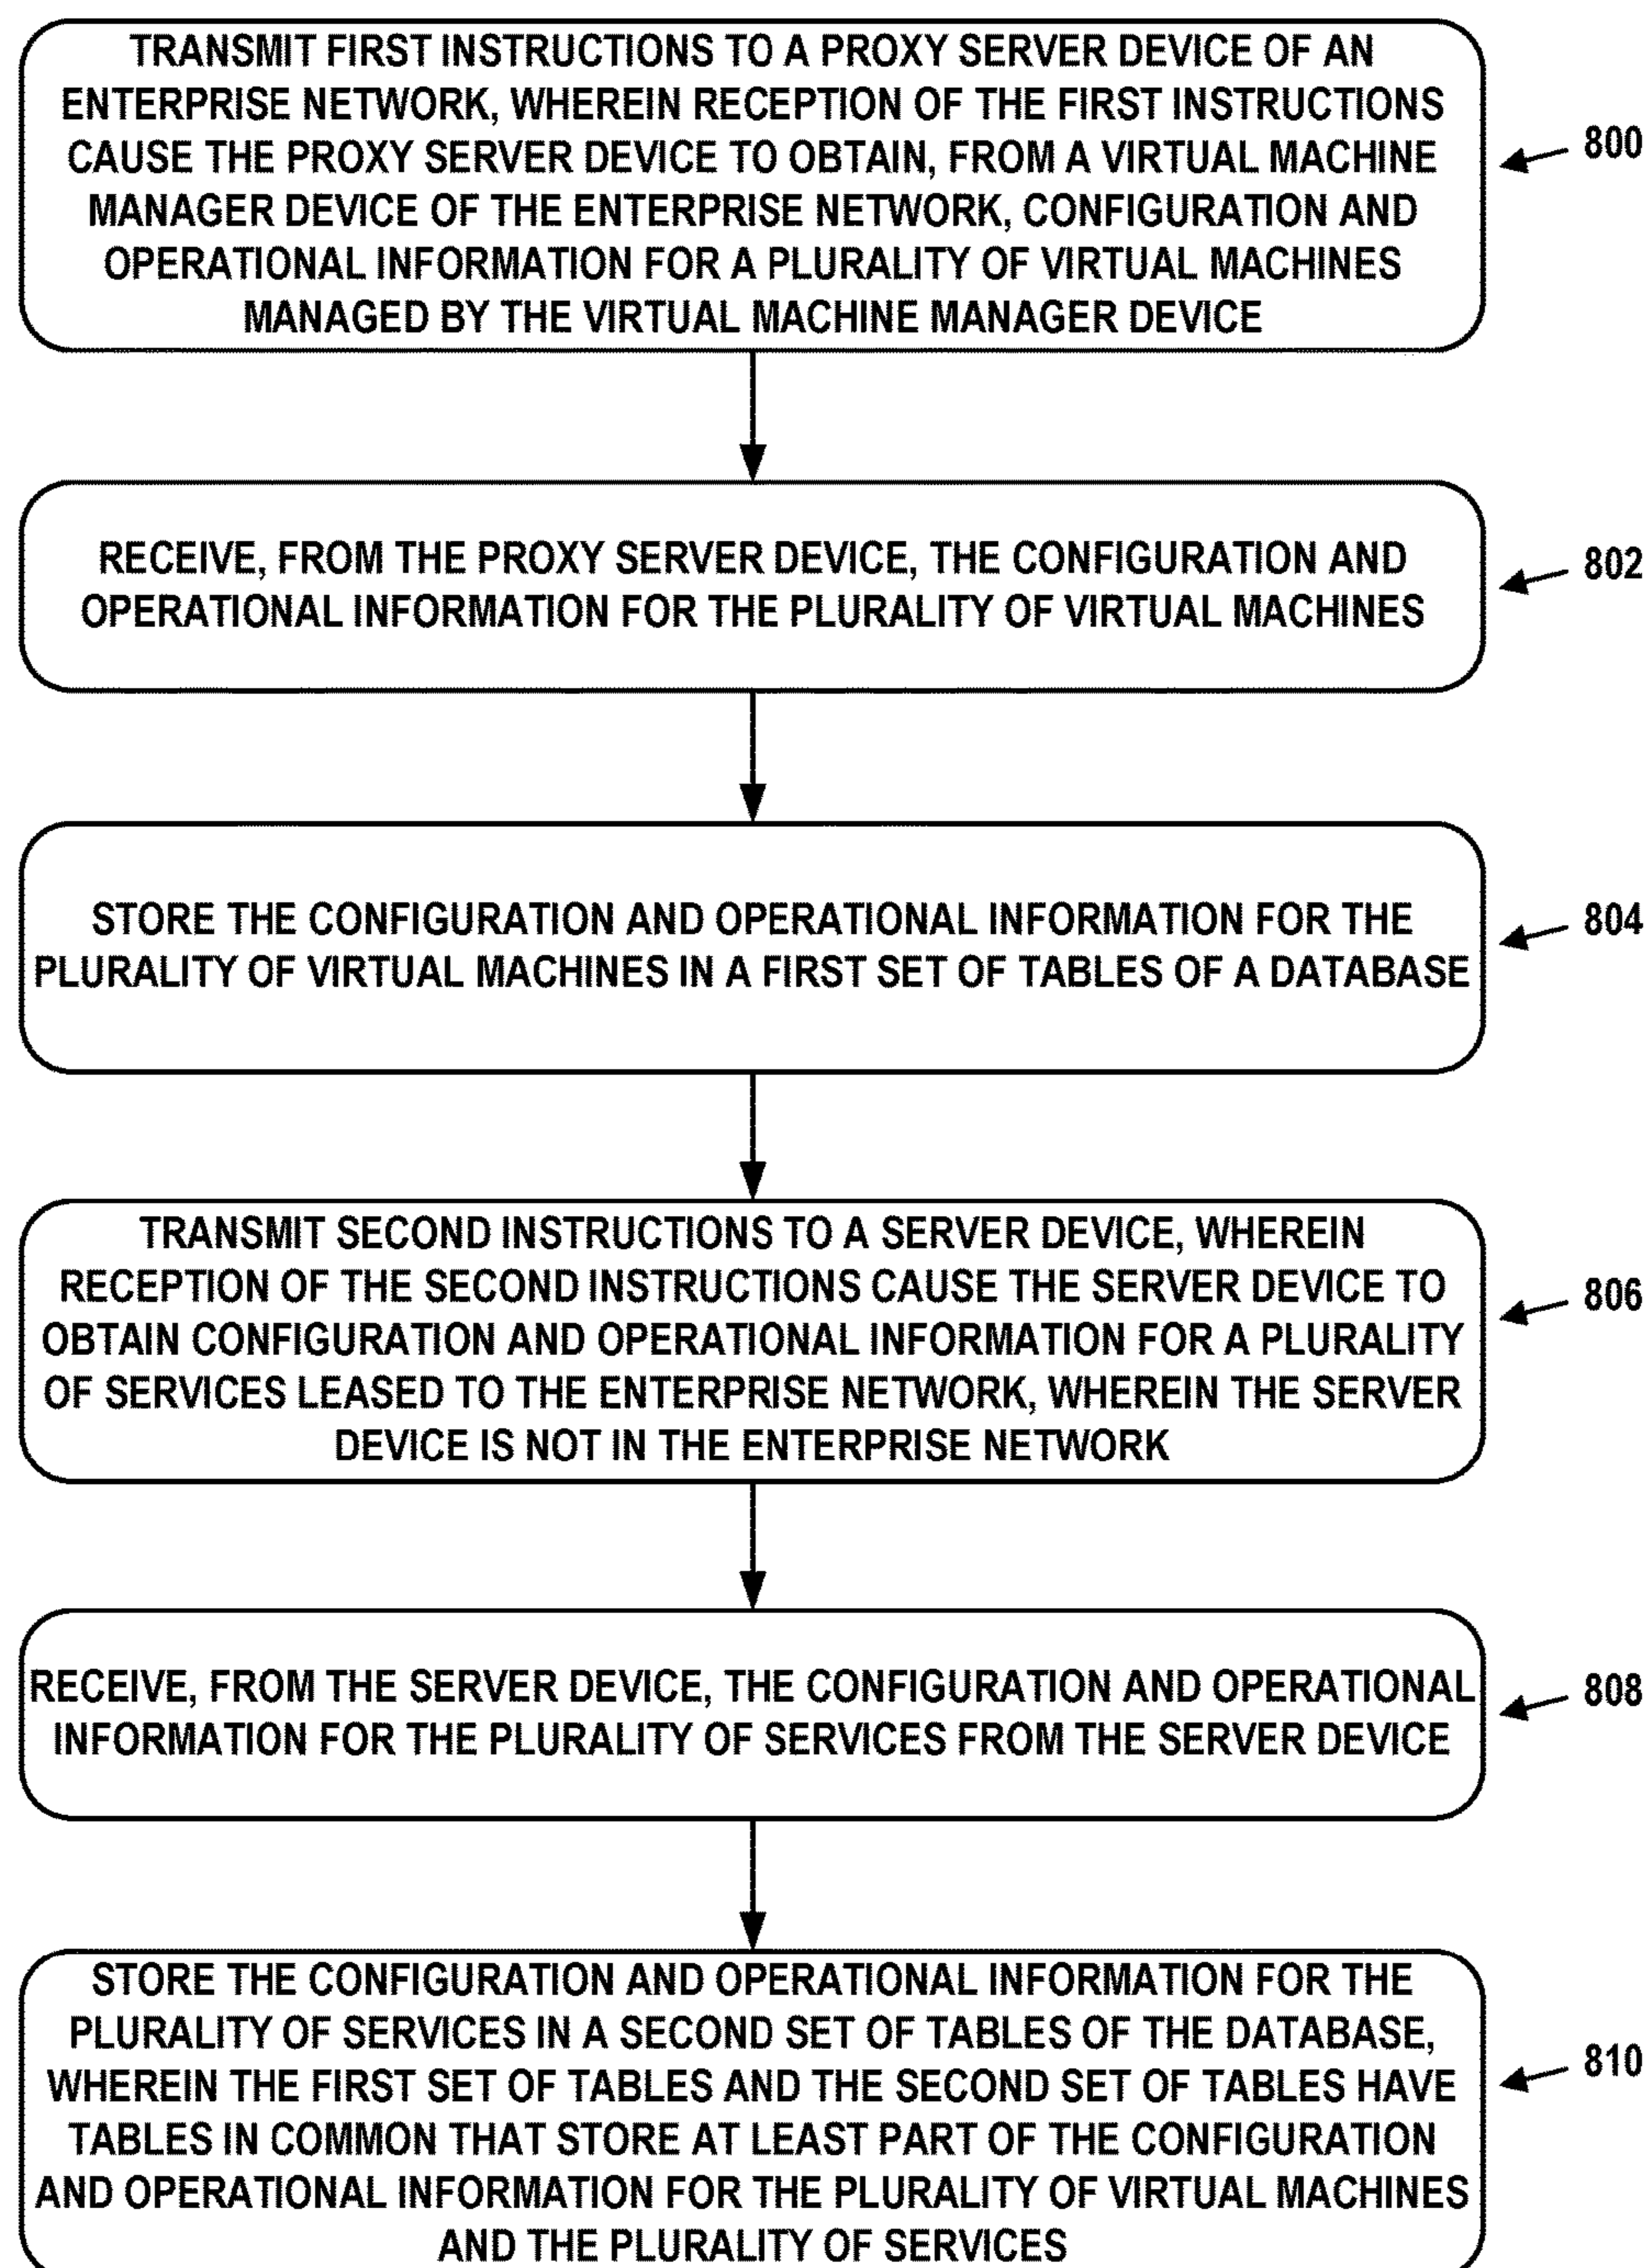 TRANSMIT FIRST INSTRUCTIONS TO A PROXY SERVER DEVICE OF AN
ENTERPRISE NETWORK, WHEREIN RECEPTION OF THE FIRST INSTRUCTIONS
CAUSE THE PROXY SERVER DEVICE TO OBTAIN, FROM A VIRTUAL MACHINE
MANAGER DEVICE OF THE ENTERPRISE NETWORK, CONFIGURATION AND
OPERATIONAL INFORMATION FOR A PLURALITY OF VIRTUAL MACHINES
MANAGED BY THE VIRTUAL MACHINE MANAGER DEVICE
800
RECEIVE, FROM THE PROXY SERVER DEVICE, THE CONFIGURATION AND
OPERATIONAL INFORMATION FOR THE PLURALITY OF VIRTUAL MACHINES
802
STORE THE CONFIGURATION AND OPERATIONAL INFORMATION FOR THE
PLURALITY OF VIRTUAL MACHINES IN A FIRST SET OF TABLES OF A DATABASE
804
TRANSMIT SECOND INSTRUCTIONS TO A SERVER DEVICE, WHEREIN
RECEPTION OF THE SECOND INSTRUCTIONS CAUSE THE SERVER DEVICE TO
OBTAIN CONFIGURATION AND OPERATIONAL INFORMATION FOR A PLURALITY
OF SERVICES LEASED TO THE ENTERPRISE NETWORK, WHEREIN THE SERVER
DEVICE IS NOT IN THE ENTERPRISE NETWORK
806
RECEIVE, FROM THE SERVER DEVICE, THE CONFIGURATION AND OPERATIONAL
INFORMATION FOR THE PLURALITY OF SERVICES FROM THE SERVER DEVICE
808
STORE THE CONFIGURATION AND OPERATIONAL INFORMATION FOR THE
PLURALITY OF SERVICES IN A SECOND SET OF TABLES OF THE DATABASE,
WHEREIN THE FIRST SET OF TABLES AND THE SECOND SET OF TABLES HAVE
TABLES IN COMMON THAT STORE AT LEAST PART OF THE CONFIGURATION
AND OPERATIONAL INFORMATION FOR THE PLURALITY OF VIRTUAL MACHINES
AND THE PLURALITY OF SERVICES
810